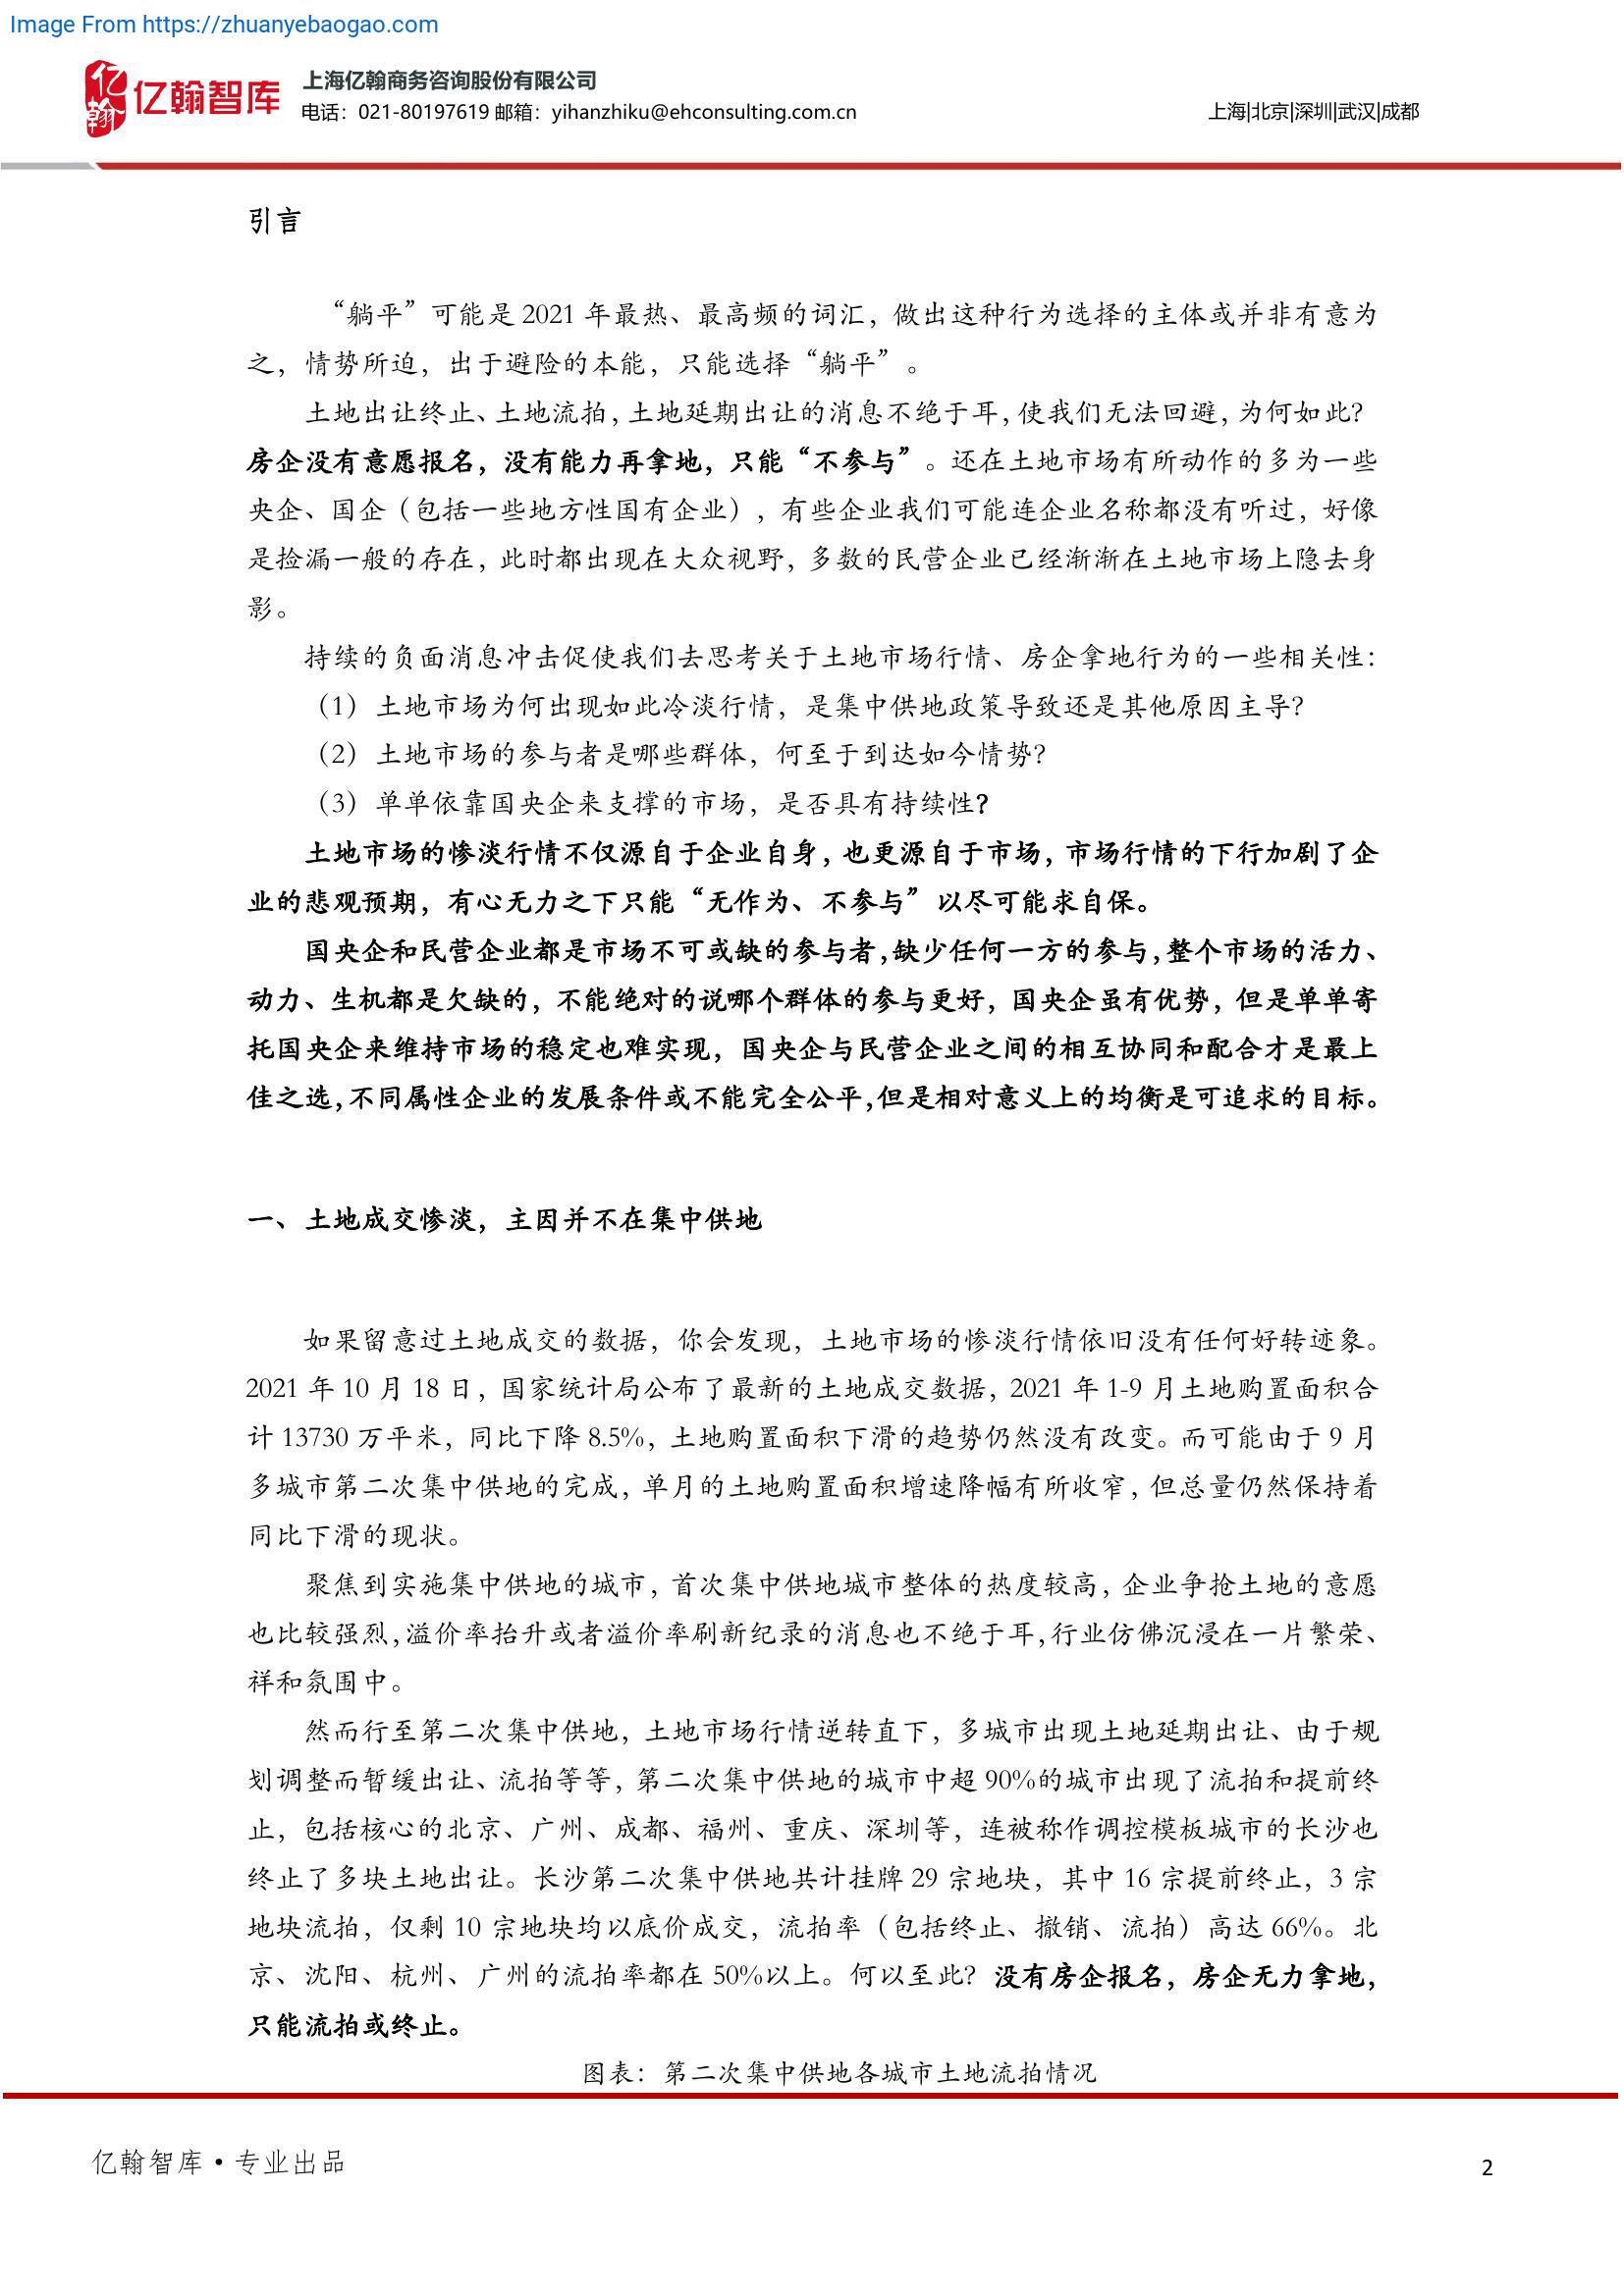 Image From https://zhuanyebaogao.com
亿翰
亿翰智库
上海亿翰商务咨询股份有限公司
电话：021-80197619 邮箱：yihanzhiku@ehconsulting.com.cn
上海|北京|深圳|武汉|成都
引言
“躺平”可能是 2021 年最热、最高频的词汇，做出这种行为选择的主体或并非有意为
之，情势所迫，出于避险的本能，只能选择“躺平”。
土地出让终止、土地流拍，土地延期出让的消息不绝于耳，使我们无法回避，为何如此？
房企没有意愿报名，没有能力再拿地，只能“不参与”。还在土地市场有所动作的多为一些
央企、国企（包括一些地方性国有企业），有些企业我们可能连企业名称都没有听过，好像
是捡漏一般的存在，此时都出现在大众视野，多数的民营企业已经渐渐在土地市场上隐去身
影。
持续的负面消息冲击促使我们去思考关于土地市场行情、房企拿地行为的一些相关性：
（1）土地市场为何出现如此冷淡行情，是集中供地政策导致还是其他原因主导？
（2）土地市场的参与者是哪些群体，何至于到达如今情势？
（3）单单依靠国央企来支撑的市场，是否具有持续性？
土地市场的惨淡行情不仅源自于企业自身，也更源自于市场，市场行情的下行加剧了企
业的悲观预期，有心无力之下只能“无作为、不参与”以尽可能求自保。
国央企和民营企业都是市场不可或缺的参与者，缺少任何一方的参与，整个市场的活力、
动力、生机都是欠缺的，不能绝对的说哪个群体的参与更好，国央企虽有优势，但是单单寄
托国央企来维持市场的稳定也难实现，国央企与民营企业之间的相互协同和配合才是最上
佳之选，不同属性企业的发展条件或不能完全公平，但是相对意义上的均衡是可追求的目标。
一、土地成交惨淡，主因并不在集中供地
如果留意过土地成交的数据，你会发现，土地市场的惨淡行情依旧没有任何好转迹象。
2021 年 10 月 18 日，国家统计局公布了最新的土地成交数据，2021 年 1-9 月土地购置面积合
计 13730 万平米，同比下降 8.5%，土地购置面积下滑的趋势仍然没有改变。而可能由于 9 月
多城市第二次集中供地的完成，单月的土地购置面积增速降幅有所收窄，但总量仍然保持着
同比下滑的现状。
聚焦到实施集中供地的城市，首次集中供地城市整体的热度较高，企业争抢土地的意愿
也比较强烈，溢价率抬升或者溢价率刷新纪录的消息也不绝于耳，行业仿佛沉浸在一片繁荣、
祥和氛围中。
然而行至第二次集中供地，土地市场行情逆转直下，多城市出现土地延期出让、由于规
划调整而暂缓出让、流拍等等，第二次集中供地的城市中超 90%的城市出现了流拍和提前终
止，包括核心的北京、广州、成都、福州、重庆、深圳等，连被称作调控模板城市的长沙也
终止了多块土地出让。长沙第二次集中供地共计挂牌 29 宗地块，其中 16 宗提前终止，3 宗
地块流拍，仅剩 10 宗地块均以底价成交，流拍率（包括终止、撤销、流拍）高达 66%。北
京、沈阳、杭州、广州的流拍率都在 50%以上。何以至此？没有房企报名，房企无力拿地，
只能流拍或终止。
图表：第二次集中供地各城市土地流拍情况
亿翰智库•专业出品
2